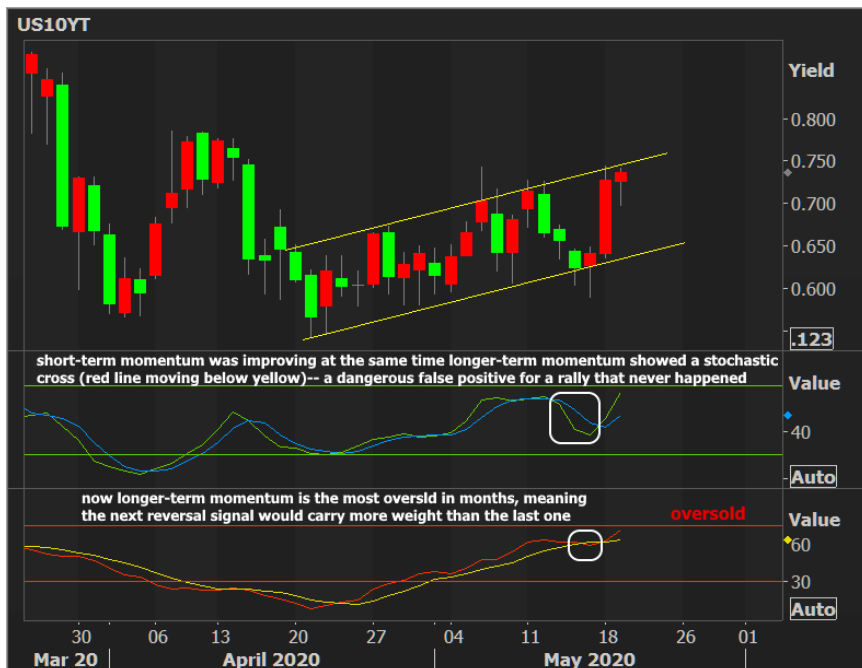 US10YT
Yield
0.800
0.750
0.700
0.650
0.600
.123
short-term momentum was improving at the same time longer-term momentum showed a stochastic
cross (red line moving below yellow)-- a dangerous false positive for a rally that never happened
Value
40
Auto
now longer-term momentum is the most oversld in months, meaning
the next reversal signal would carry more weight than the last one
oversold
Value
60
30
Auto
30 06 13 20 27 04 11 18 26 01
Mar 20 April 2020 May 2020